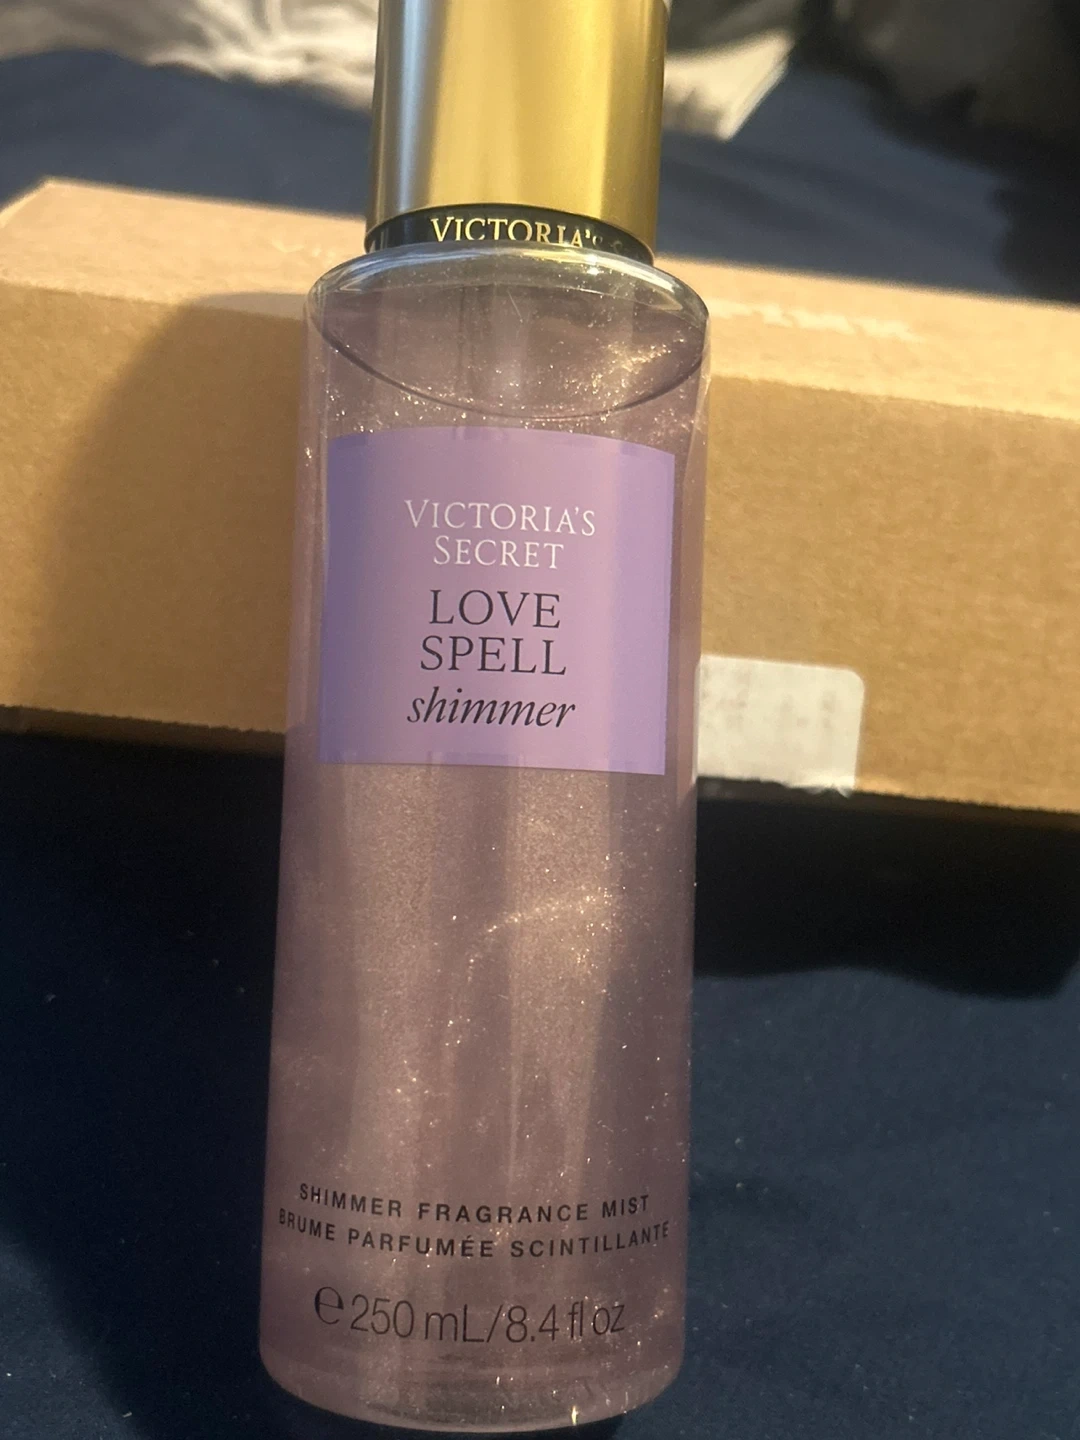 VICTORIA'S
VICTORIA'S
SECRET
LOVE
SPELL
shimmer
SHIMMER FRAGRANCE MIST
BRUME PARFUMÉE SCINTILLANTE
℮ 250 mL/8.4 fl oz